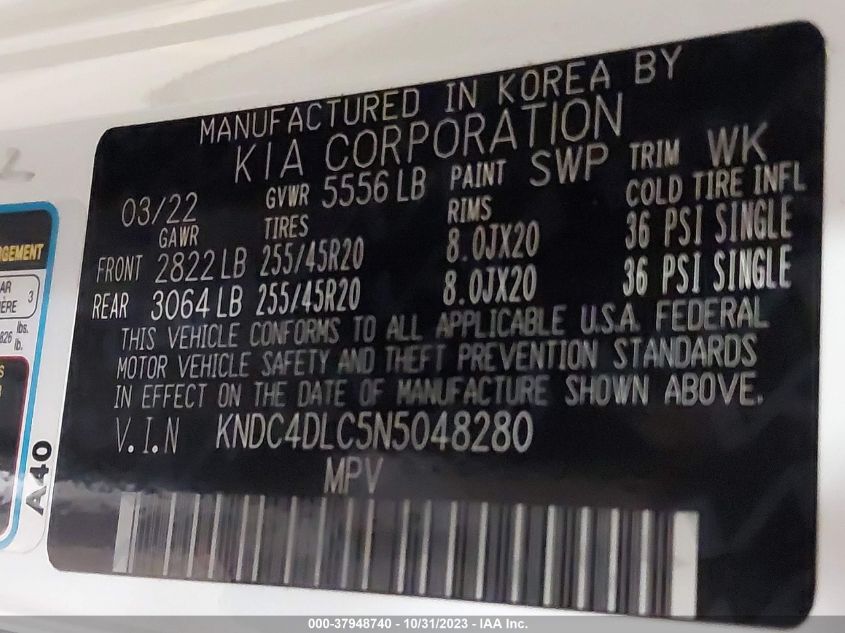 MANUFACTURED IN KOREA BY
KIA CORPORATION
03/22 GVWR 5556 LB PAINT SWP TRIM WK
GAWR TIRES RIMS COLD TIRE INFL
FRONT 2822 LB 255/45R20 8.0JX20 36 PSI SINGLE
REAR 3064 LB 255/45R20 8.0JX20 36 PSI SINGLE
THIS VEHICLE CONFORMS TO ALL APPLICABLE U.S.A. FEDERAL
MOTOR VEHICLE SAFETY AND THEFT PREVENTION STANDARDS
IN EFFECT ON THE DATE OF MANUFACTURE SHOWN ABOVE.
V.I.N KNDC4DLC5N5048280
MPV
3
lbs.
lb.
A40
000-37948740 - 10/31/2023 - IAA Inc.